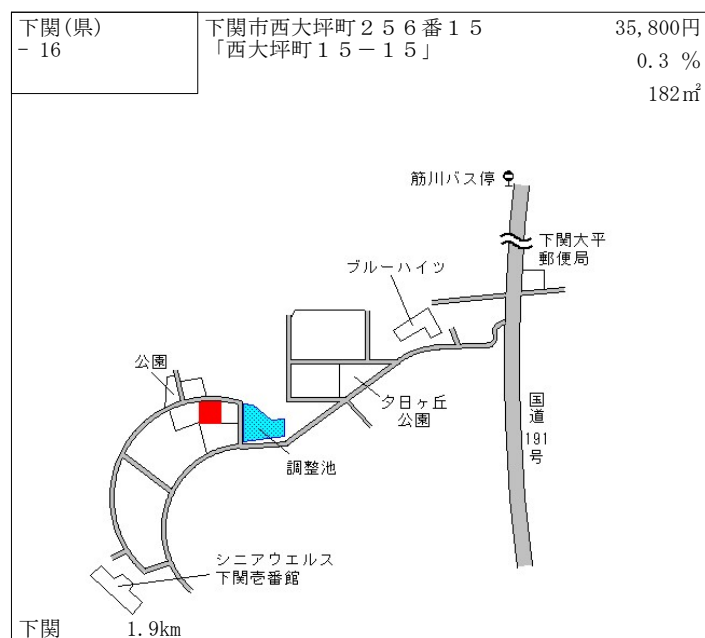 下関(県)
- 16
下関市西大坪町２５６番１５
「西大坪町１５－１５」
35,800円
0.3 %
182㎡
筋川バス停
下関大平
郵便局
ブルーハイツ
公園
夕日ヶ丘
公園
国道191号
調整池
シニアウエルス
下関壱番館
下関 1.9km